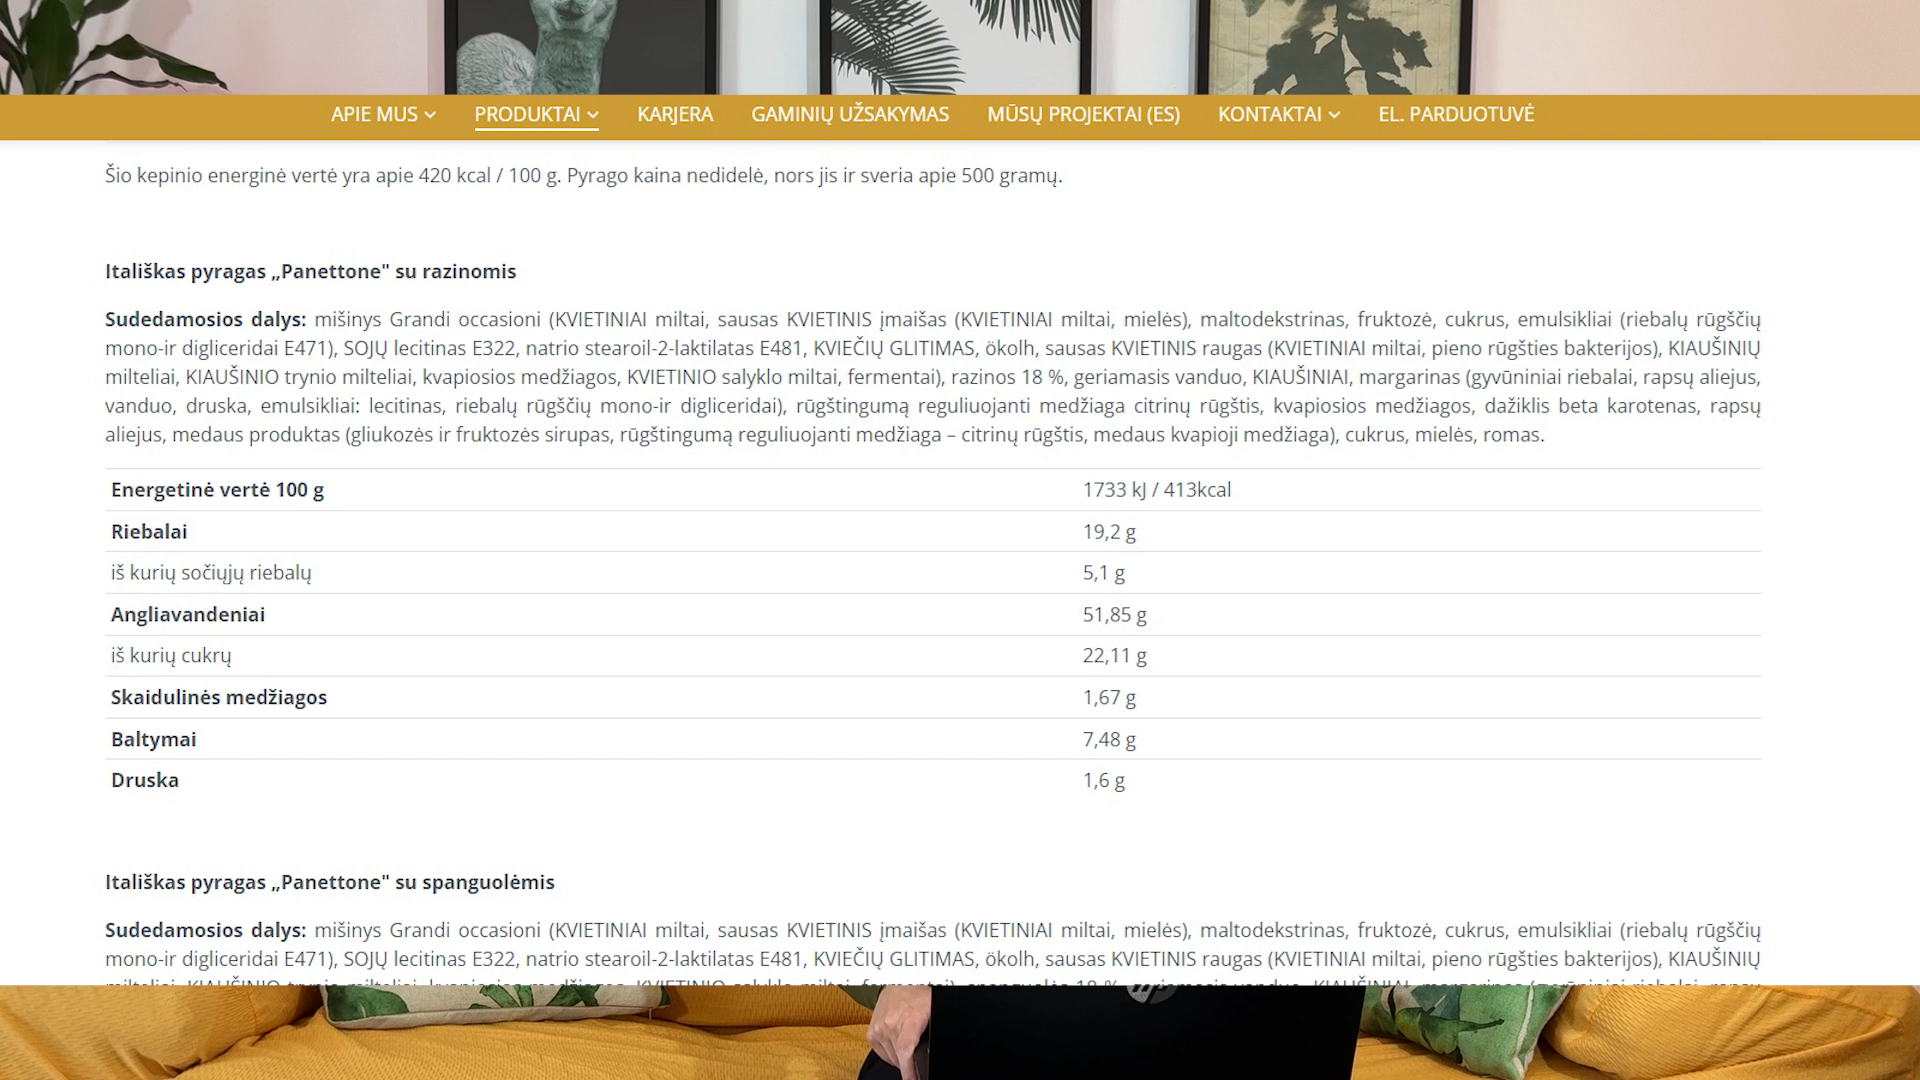 APIE MUS PRODUKTAI KARJERA GAMINIŲ UŽSAKYMAS MŪSŲ PROJEKTAI (ES) KONTAKTAI EL. PARDUOTUVĖ
Šio kepinio energinė vertė yra apie 420 kcal / 100 g. Pyrago kaina nedidelė, nors jis ir sveria apie 500 gramų.
Itališkas pyragas „Panettone" su razinomis
Sudedamosios dalys: mišinys Grandi occasioni (KVIETINIAI miltai, sausas KVIETINIS įmaišas (KVIETINIAI miltai, mielės), maltodekstrinas, fruktozė, cukrus, emulsikliai (riebalų rūgščių
mono-ir digliceridai E471), SOJŲ lecitinas E322, natrio stearoil-2-laktilatas E481, KVIEČIŲ GLITIMAS, ökolh, sausas KVIETINIS raugas (KVIETINIAI miltai, pieno rūgšties bakterijos), KIAUŠINIŲ
milteliai, KIAUŠINIO trynio milteliai, kvapiosios medžiagos, KVIETINIO salyklo miltai, fermentai), razinos 18 %, geriamasis vanduo, KIAUŠINIAI, margarinas (gyvūniniai riebalai, rapsų aliejus,
vanduo, druska, emulsikliai: lecitinas, riebalų rūgščių mono-ir digliceridai), rūgštingumą reguliuojanti medžiaga citrinų rūgštis, kvapiosios medžiagos, dažiklis beta karotenas, rapsų
aliejus, medaus produktas (gliukozės ir fruktozės sirupas, rūgštingumą reguliuojanti medžiaga – citrinų rūgštis, medaus kvapioji medžiaga), cukrus, mielės, romas.
Energetinė vertė 100 g 1733 kJ / 413kcal
Riebalai 19,2 g
iš kurių sočiųjų riebalų 5,1 g
Angliavandeniai 51,85 g
iš kurių cukrų 22,11 g
Skaidulinės medžiagos 1,67 g
Baltymai 7,48 g
Druska 1,6 g
Itališkas pyragas „Panettone" su spanguolėmis
Sudedamosios dalys: mišinys Grandi occasioni (KVIETINIAI miltai, sausas KVIETINIS įmaišas (KVIETINIAI miltai, mielės), maltodekstrinas, fruktozė, cukrus, emulsikliai (riebalų rūgščių
mono-ir digliceridai E471), SOJŲ lecitinas E322, natrio stearoil-2-laktilatas E481, KVIEČIŲ GLITIMAS, ökolh, sausas KVIETINIS raugas (KVIETINIAI miltai, pieno rūgšties bakterijos), KIAUŠINIŲ
hp